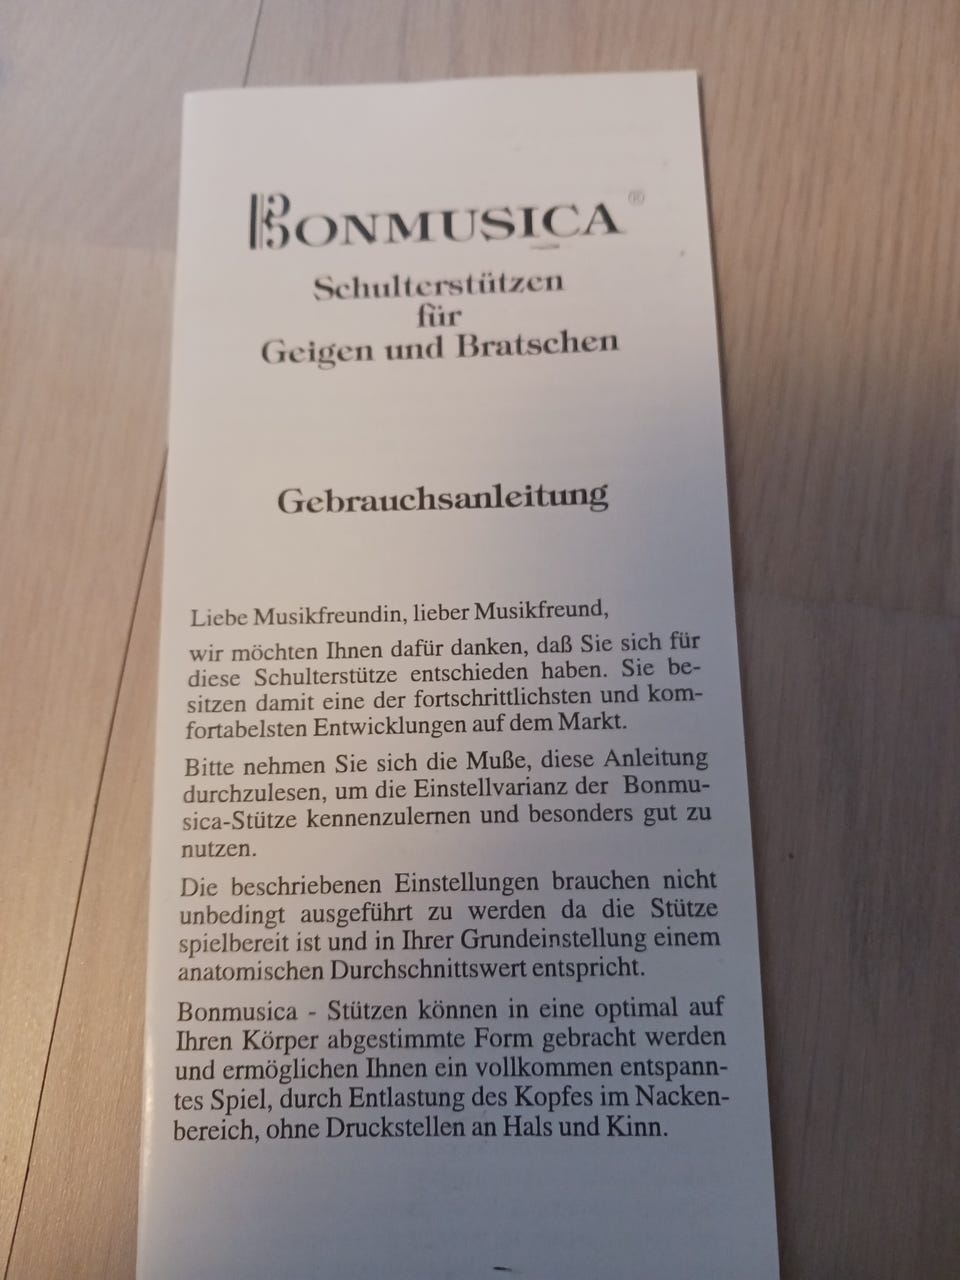 BONMUSICA ®
Schulterstützen
für
Geigen und Bratschen
Gebrauchsanleitung
Liebe Musikfreundin, lieber Musikfreund,
wir möchten Ihnen dafür danken, daß Sie sich für
diese Schulterstütze entschieden haben. Sie be-
sitzen damit eine der fortschrittlichsten und kom-
fortabelsten Entwicklungen auf dem Markt.
Bitte nehmen Sie sich die Muße, diese Anleitung
durchzulesen, um die Einstellvarianz der Bonmu-
sica-Stütze kennenzulernen und besonders gut zu
nutzen.
Die beschriebenen Einstellungen brauchen nicht
unbedingt ausgeführt zu werden da die Stütze
spielbereit ist und in Ihrer Grundeinstellung einem
anatomischen Durchschnittswert entspricht.
Bonmusica - Stützen können in eine optimal auf
Ihren Körper abgestimmte Form gebracht werden
und ermöglichen Ihnen ein vollkommen entspann-
tes Spiel, durch Entlastung des Kopfes im Nacken-
bereich, ohne Druckstellen an Hals und Kinn.